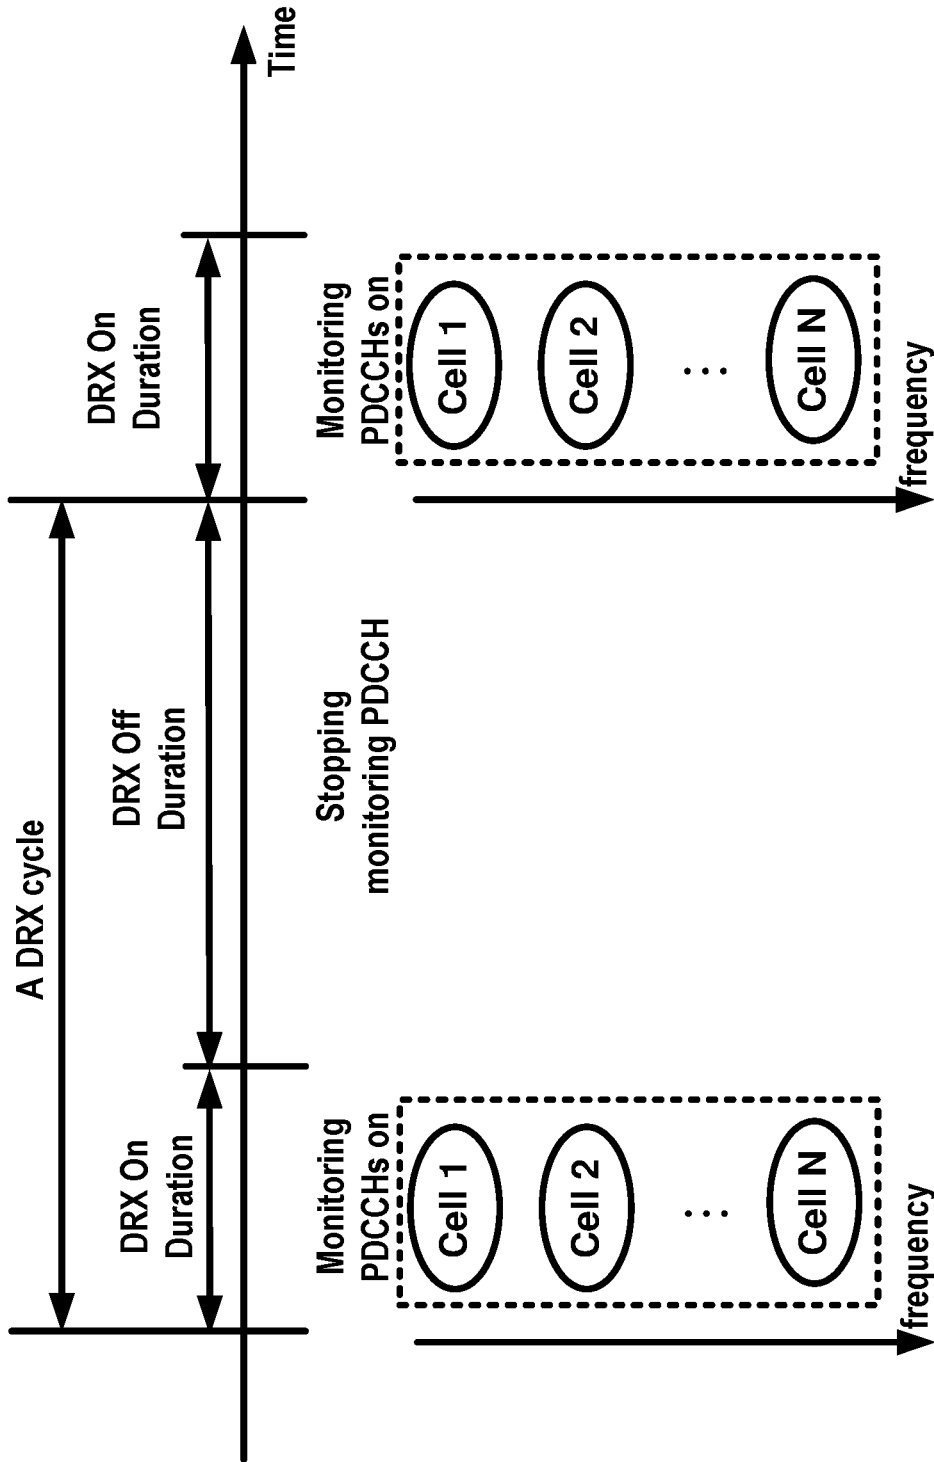 A DRX cycle
DRX On
Duration
DRX Off
Duration
DRX On
Duration
Time
Monitoring
PDCCHs on
Stopping
monitoring PDCCH
Monitoring
PDCCHs on
Cell 1
Cell 2
...
Cell N
frequency
Cell 1
Cell 2
...
Cell N
frequency